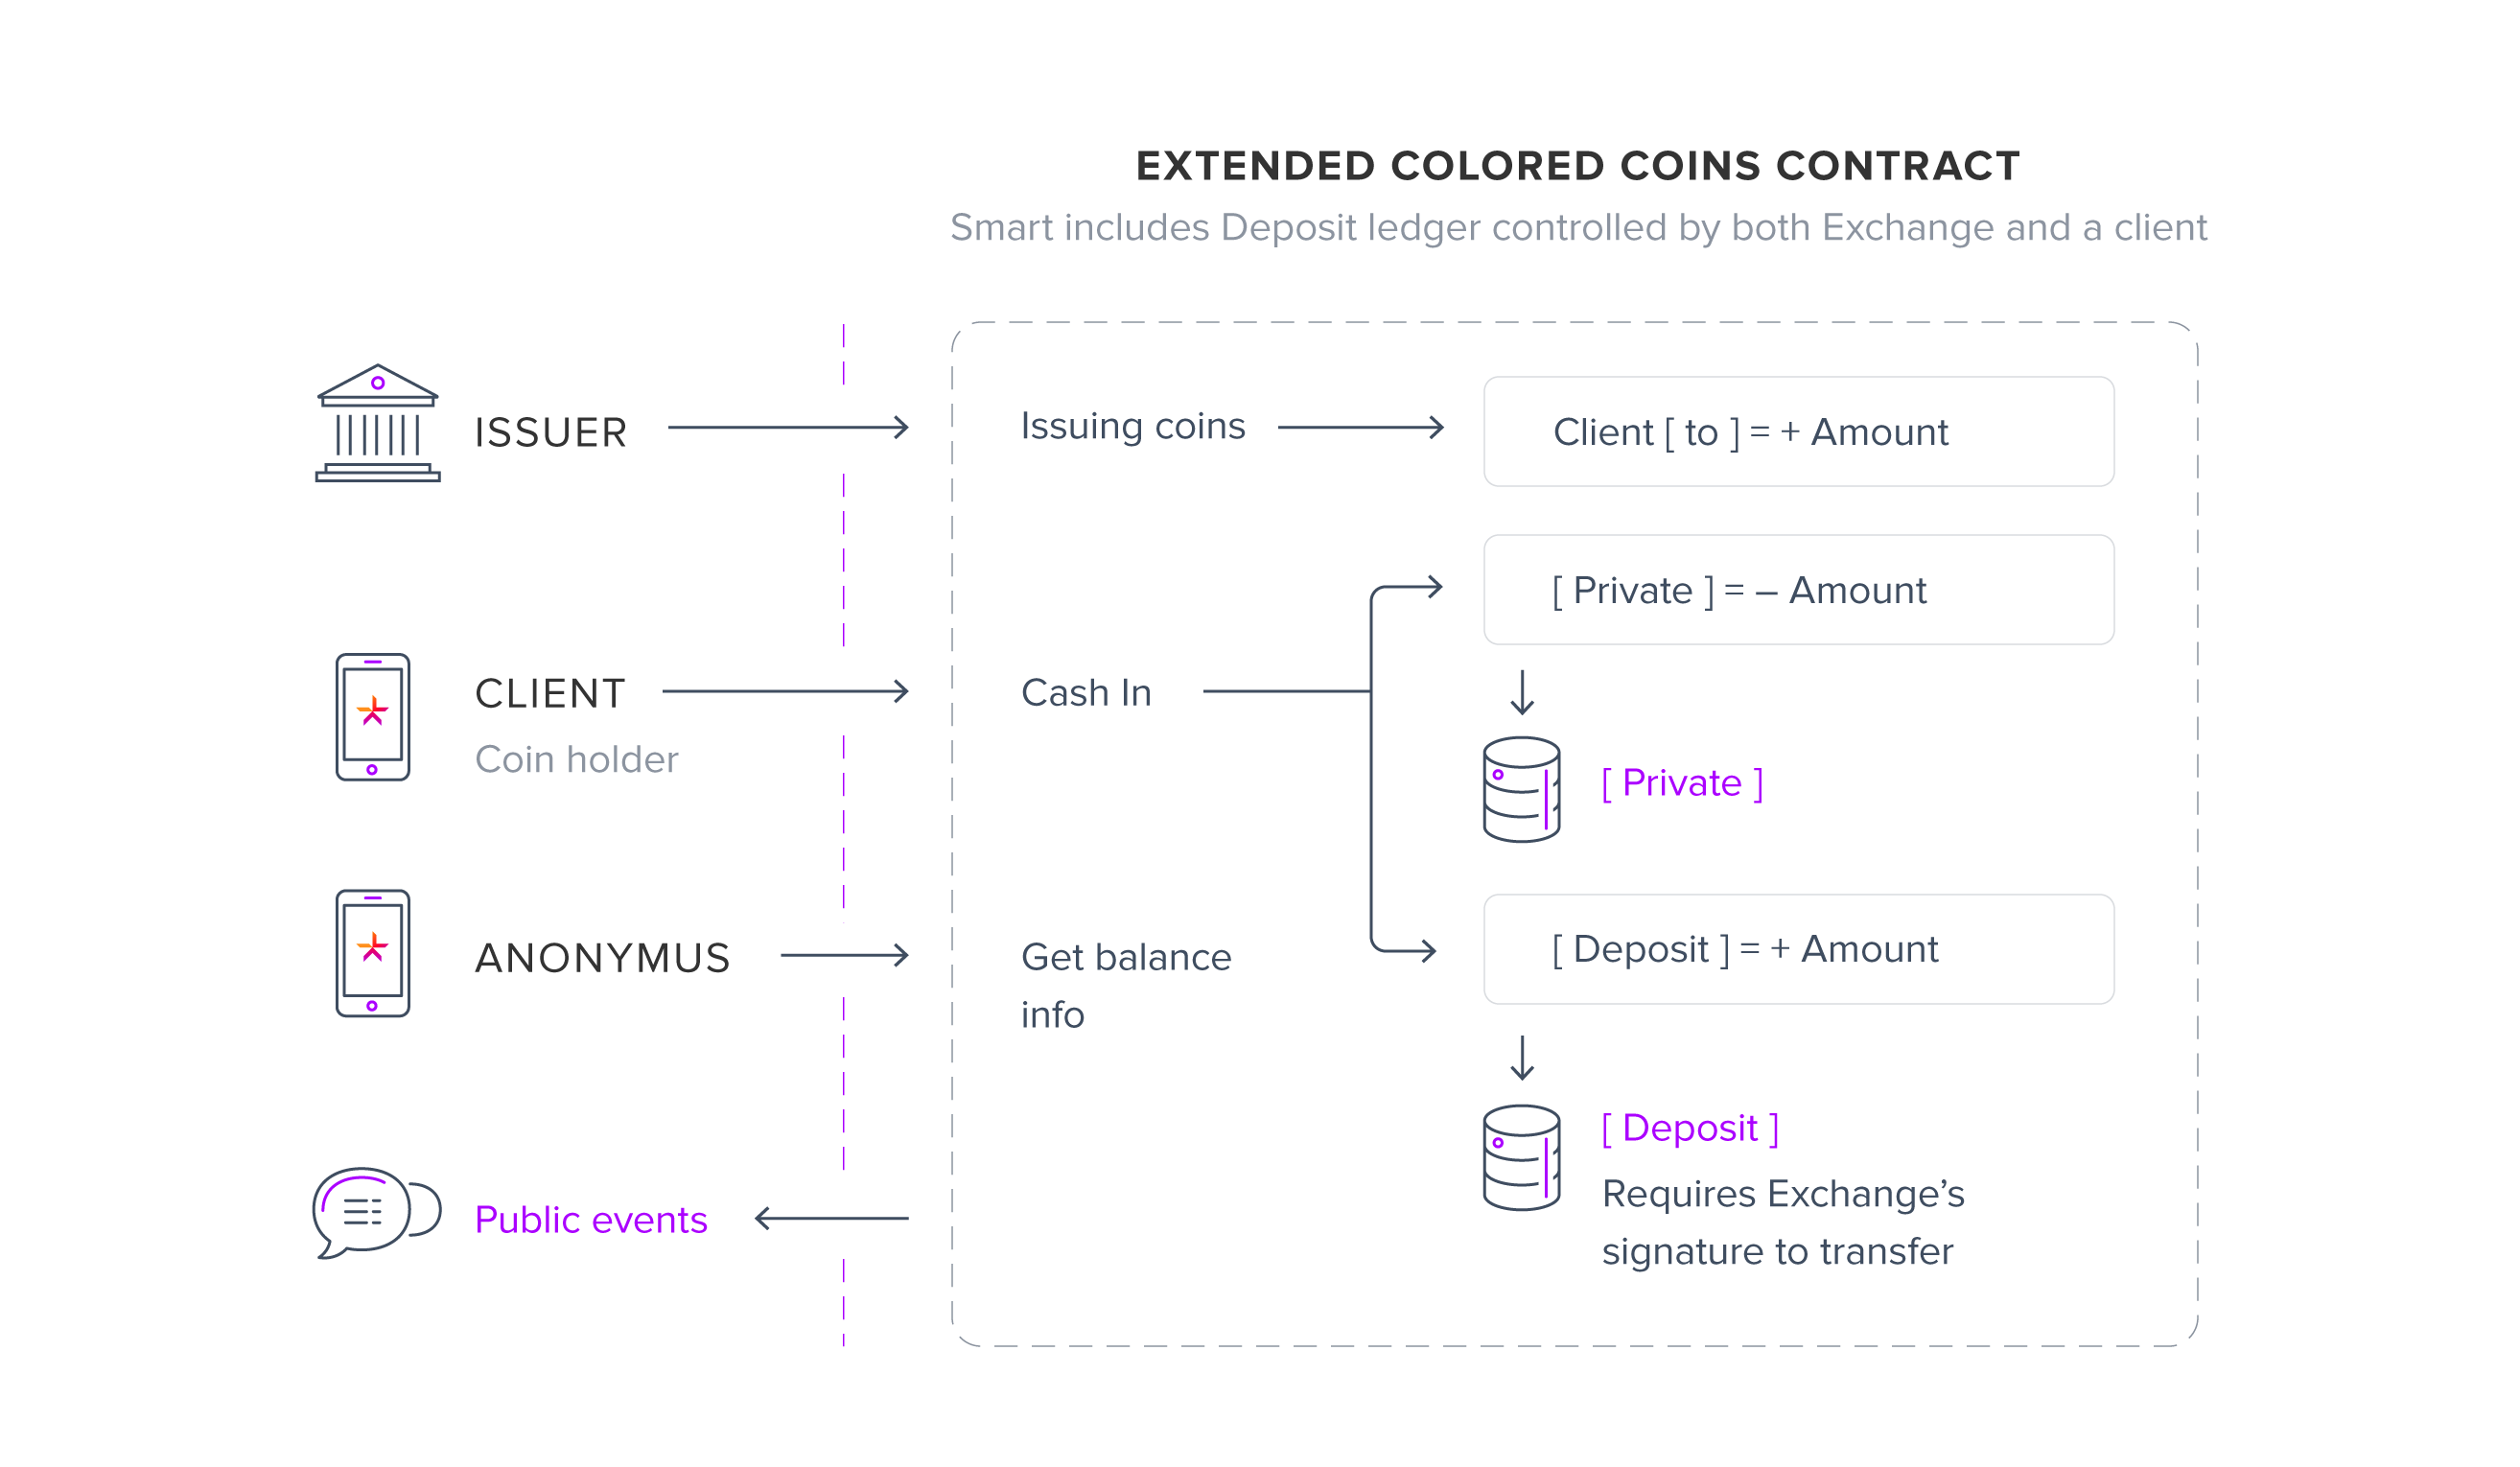 EXTENDED COLORED COINS CONTRACT
Smart includes Deposit ledger controlled by both Exchange and a client
ISSUER
Issuing coins
Client [ to ] = + Amount
[ Private ] = – Amount
CLIENT
Coin holder
Cash In
[ Private ]
ANONYMUS
Get balance
info
[ Deposit ] = + Amount
[ Deposit ]
Requires Exchange’s
signature to transfer
Public events